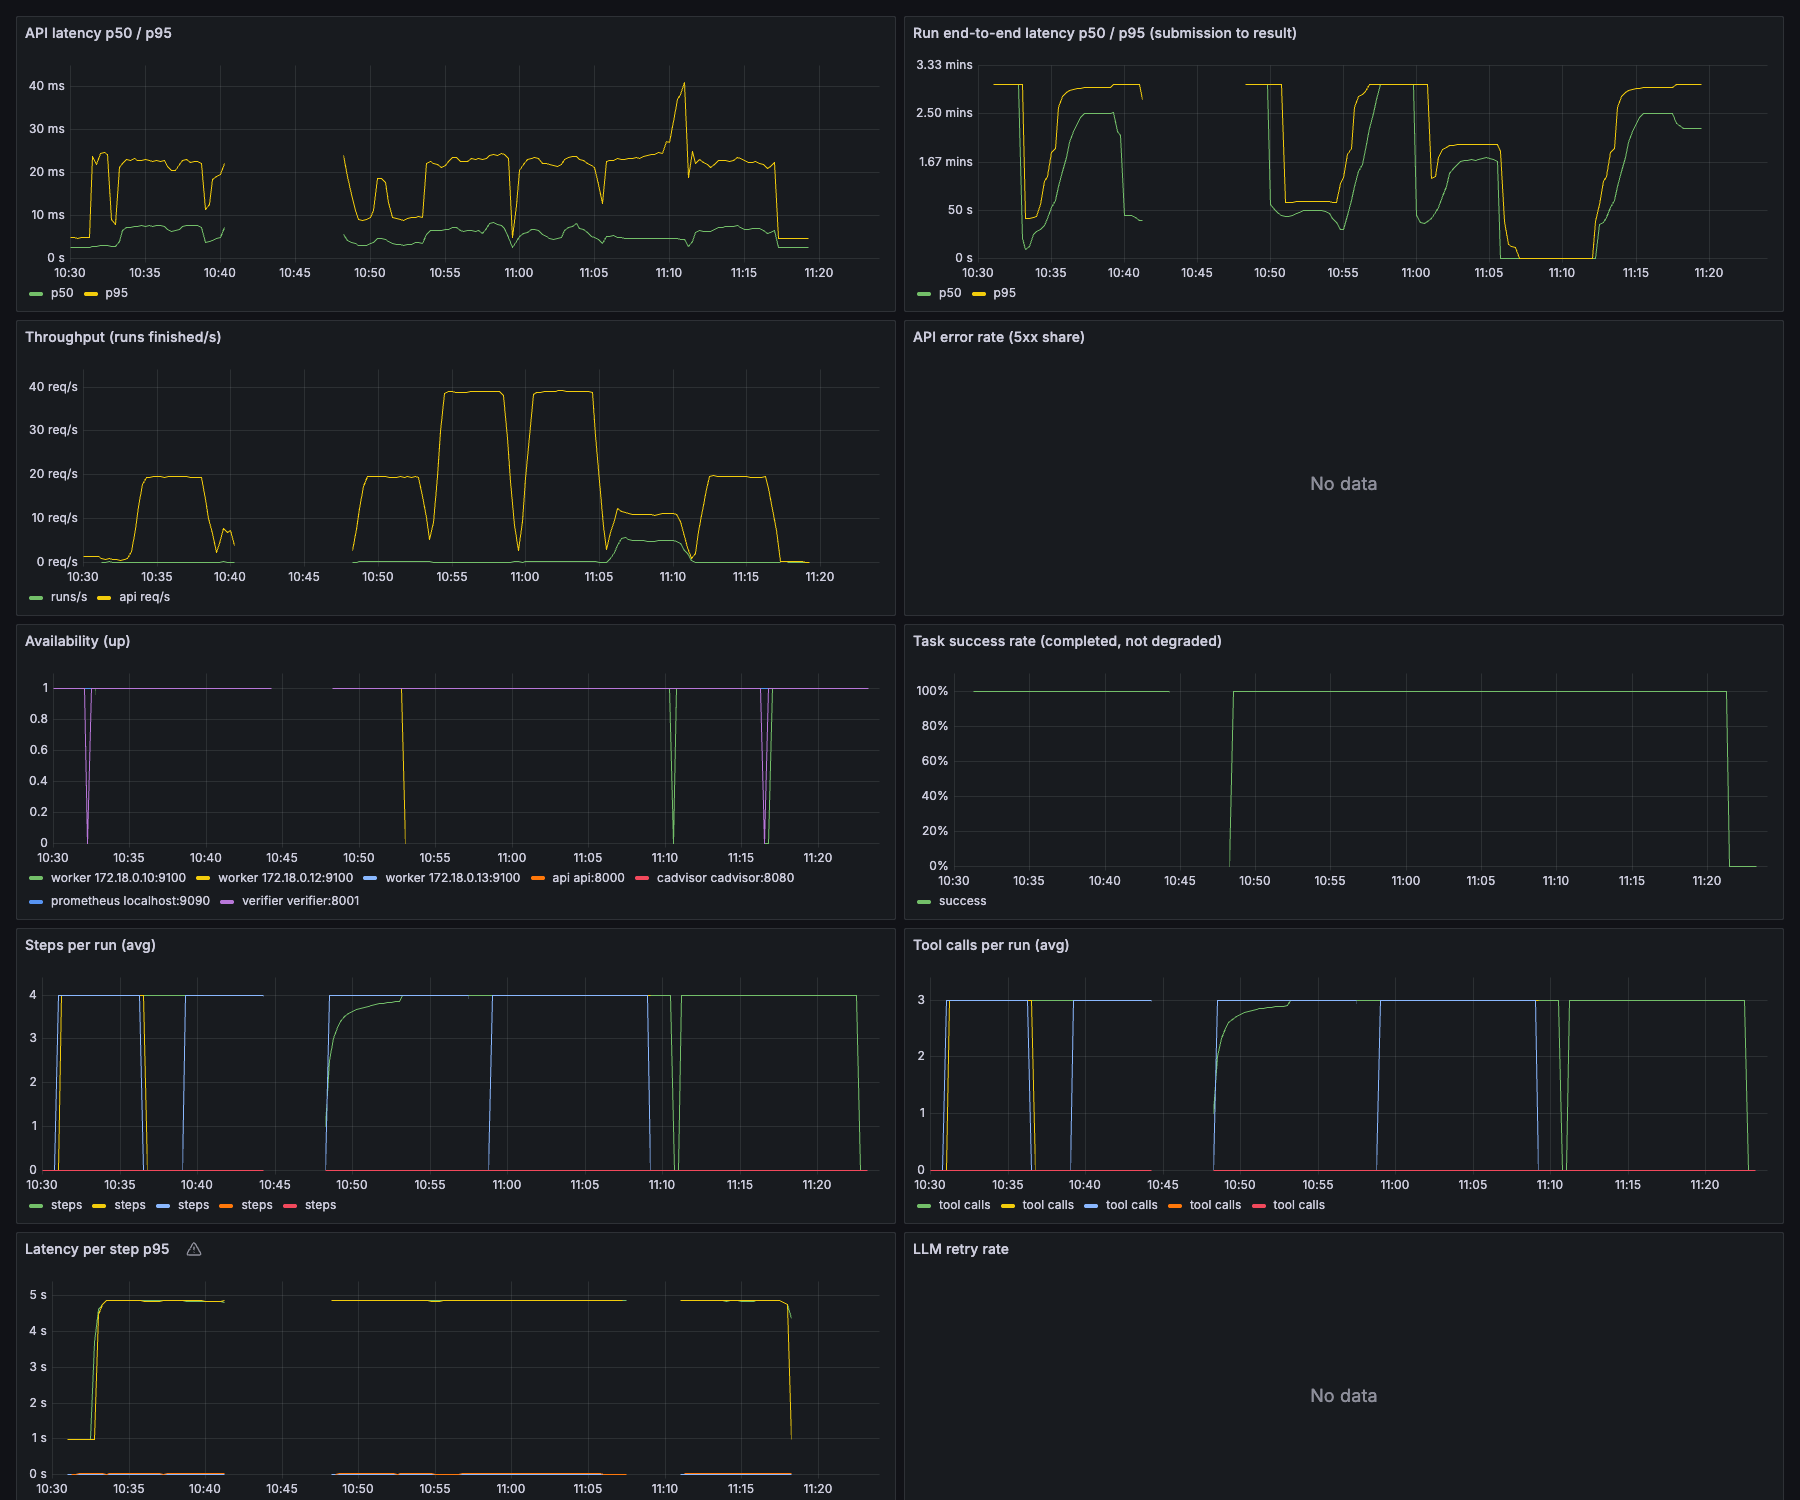 API latency p50 / p95
40 ms
30 ms
20 ms
10 ms
0 s
10:30 10:35 10:40 10:45 10:50 10:55 11:00 11:05 11:10 11:15 11:20
p50 p95
Run end-to-end latency p50 / p95 (submission to result)
3.33 mins
2.50 mins
1.67 mins
50 s
0 s
10:30 10:35 10:40 10:45 10:50 10:55 11:00 11:05 11:10 11:15 11:20
p50 p95
Throughput (runs finished/s)
40 req/s
30 req/s
20 req/s
10 req/s
0 req/s
10:30 10:35 10:40 10:45 10:50 10:55 11:00 11:05 11:10 11:15 11:20
runs/s api req/s
API error rate (5xx share)
No data
Availability (up)
1
0.8
0.6
0.4
0.2
0
10:30 10:35 10:40 10:45 10:50 10:55 11:00 11:05 11:10 11:15 11:20
worker 172.18.0.10:9100 worker 172.18.0.12:9100 worker 172.18.0.13:9100 api api:8000 cadvisor cadvisor:8080
prometheus localhost:9090 verifier verifier:8001
Task success rate (completed, not degraded)
100%
80%
60%
40%
20%
0%
10:30 10:35 10:40 10:45 10:50 10:55 11:00 11:05 11:10 11:15 11:20
success
Steps per run (avg)
4
3
2
1
0
10:30 10:35 10:40 10:45 10:50 10:55 11:00 11:05 11:10 11:15 11:20
steps steps steps steps steps
Tool calls per run (avg)
3
2
1
0
10:30 10:35 10:40 10:45 10:50 10:55 11:00 11:05 11:10 11:15 11:20
tool calls tool calls tool calls tool calls tool calls
Latency per step p95
5 s
4 s
3 s
2 s
1 s
0 s
10:30 10:35 10:40 10:45 10:50 10:55 11:00 11:05 11:10 11:15 11:20
LLM retry rate
No data